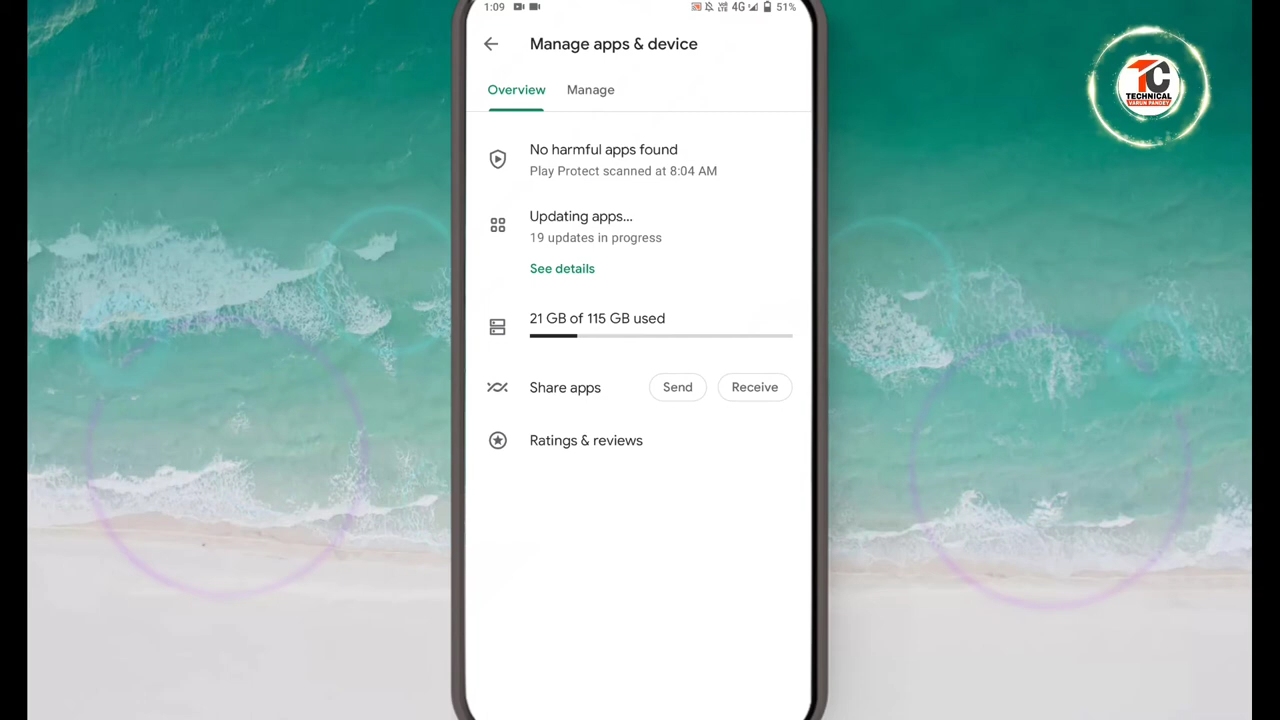 1:09 4G 51%
Manage apps & device
Overview Manage
No harmful apps found
Play Protect scanned at 8:04 AM
Updating apps...
19 updates in progress
See details
21 GB of 115 GB used
Share apps Send Receive
Ratings & reviews
TC
TECHNICAL
VARUN PANDEY